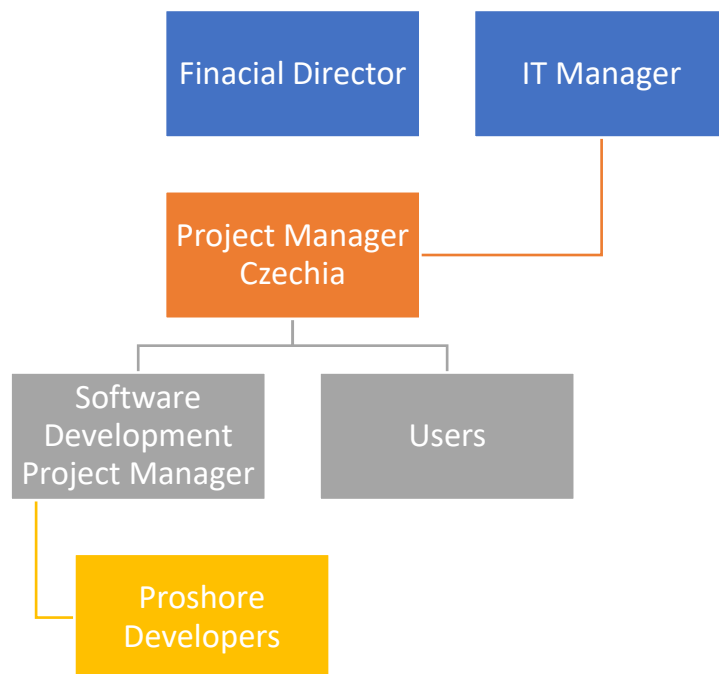 Finacial Director
IT Manager
Project Manager
Czechia
Software
Development
Project Manager
Users
Proshore
Developers